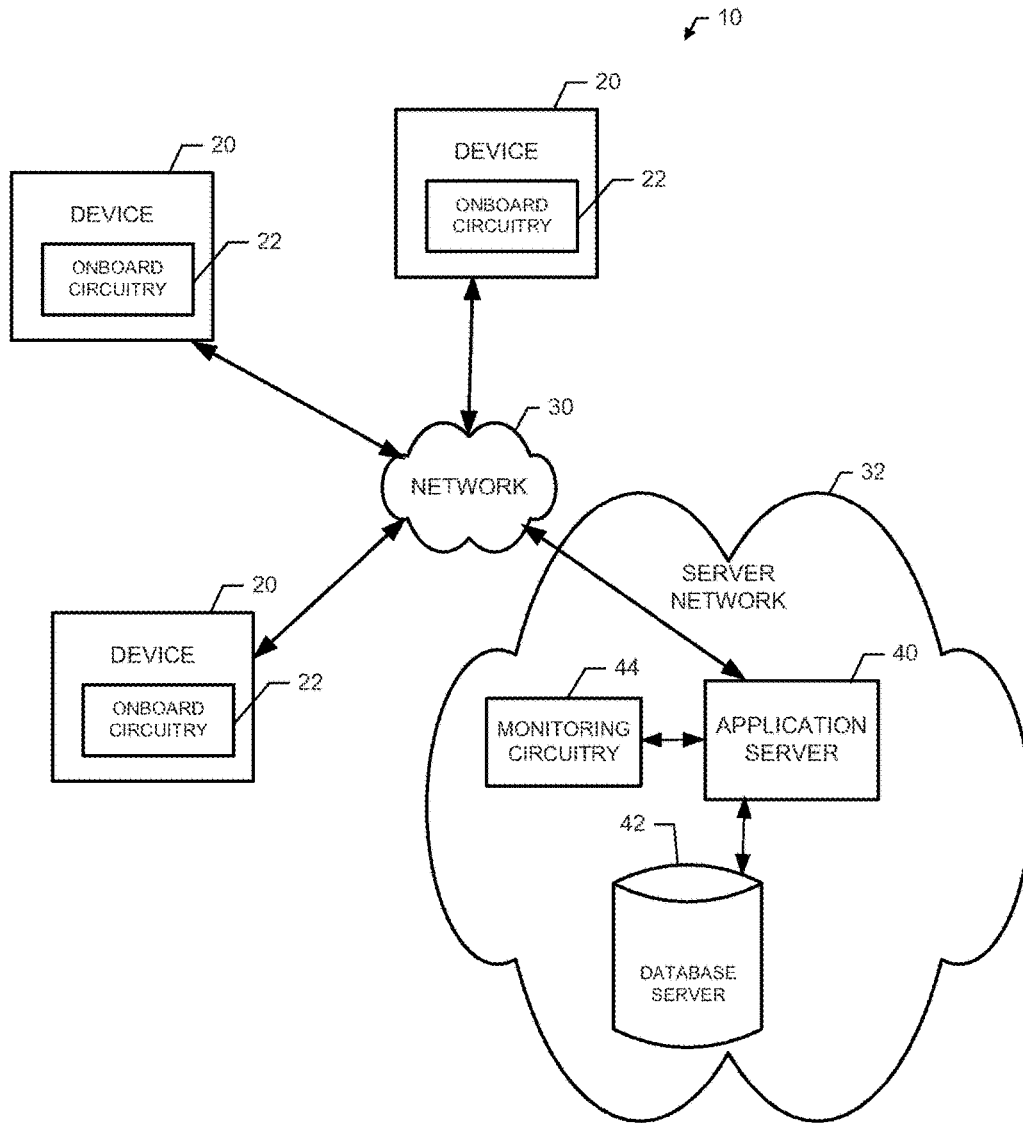 10
20
DEVICE
22
ONBOARD
CIRCUITRY
20
DEVICE
22
ONBOARD
CIRCUITRY
30
NETWORK
32
SERVER
NETWORK
20
DEVICE
22
ONBOARD
CIRCUITRY
44
MONITORING
CIRCUITRY
40
APPLICATION
SERVER
42
DATABASE
SERVER